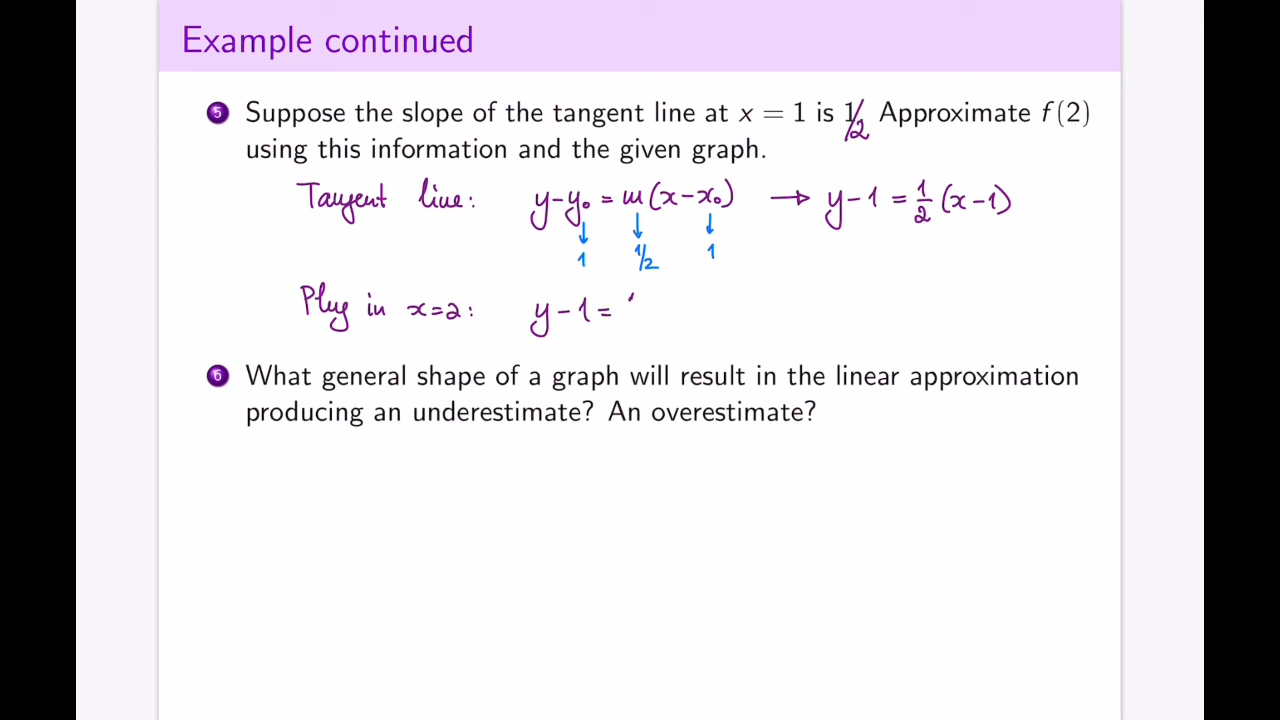 Example continued
5 Suppose the slope of the tangent line at x = 1 is 1/2 Approximate f(2)
using this information and the given graph.
Tangent line: y-y₀ = m(x-x₀) → y-1 = 1/2 (x-1)
↓ ↓ ↓
1 1/2 1
Plug in x=2: y-1 =
6 What general shape of a graph will result in the linear approximation
producing an underestimate? An overestimate?